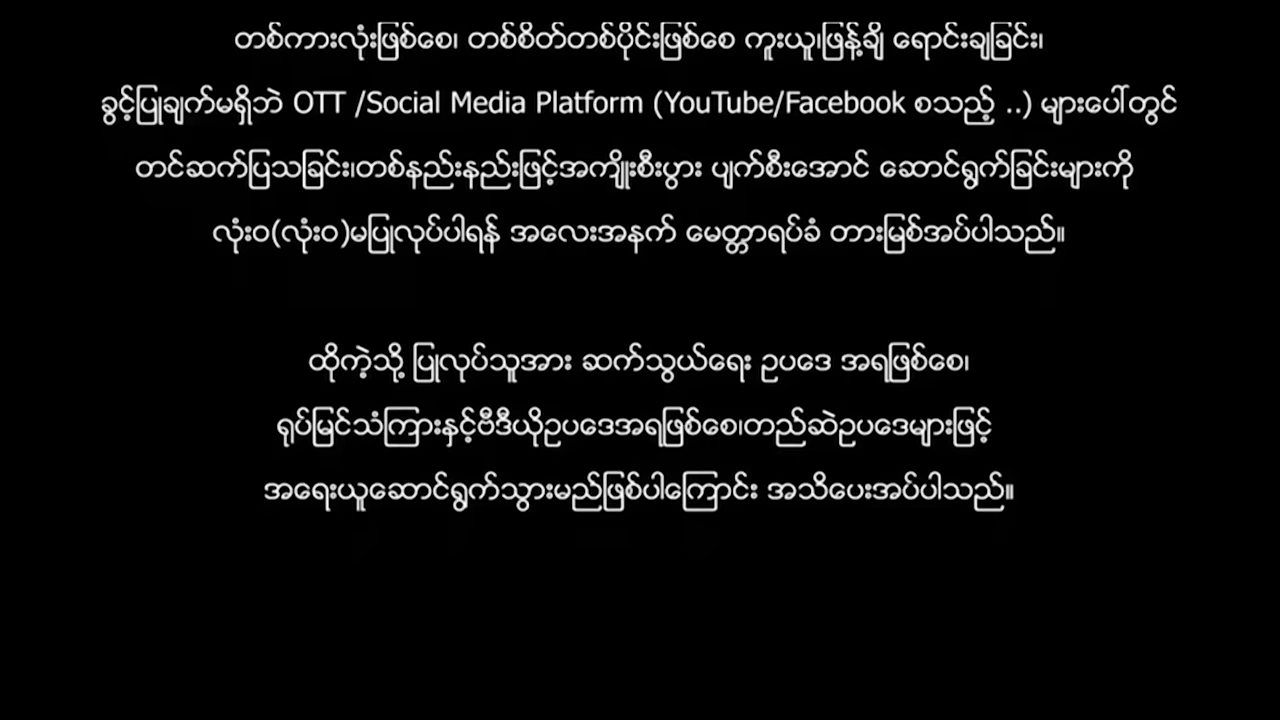 တစ်ကားလုံးဖြစ်စေ၊ တစ်စိတ်တစ်ပိုင်းဖြစ်စေ ကူးယူ၊ဖြန့်ချိ ရောင်းချခြင်း၊
ခွင့်ပြုချက်မရှိဘဲ OTT /Social Media Platform (YouTube/Facebook စသည့် ..) များပေါ်တွင်
တင်ဆက်ပြသခြင်း၊တစ်နည်းနည်းဖြင့်အကျိုးစီးပွား ပျက်စီးအောင် ဆောင်ရွက်ခြင်းများကို
လုံးဝ(လုံးဝ)မပြုလုပ်ပါရန် အလေးအနက် မေတ္တာရပ်ခံ တားမြစ်အပ်ပါသည်။
ထိုကဲ့သို့ ပြုလုပ်သူအား ဆက်သွယ်ရေး ဥပဒေ အရဖြစ်စေ၊
ရုပ်မြင်သံကြားနှင့်ဗီဒီယိုဥပဒေအရဖြစ်စေ၊တည်ဆဲဥပဒေများဖြင့်
အရေးယူဆောင်ရွက်သွားမည်ဖြစ်ပါကြောင်း အသိပေးအပ်ပါသည်။